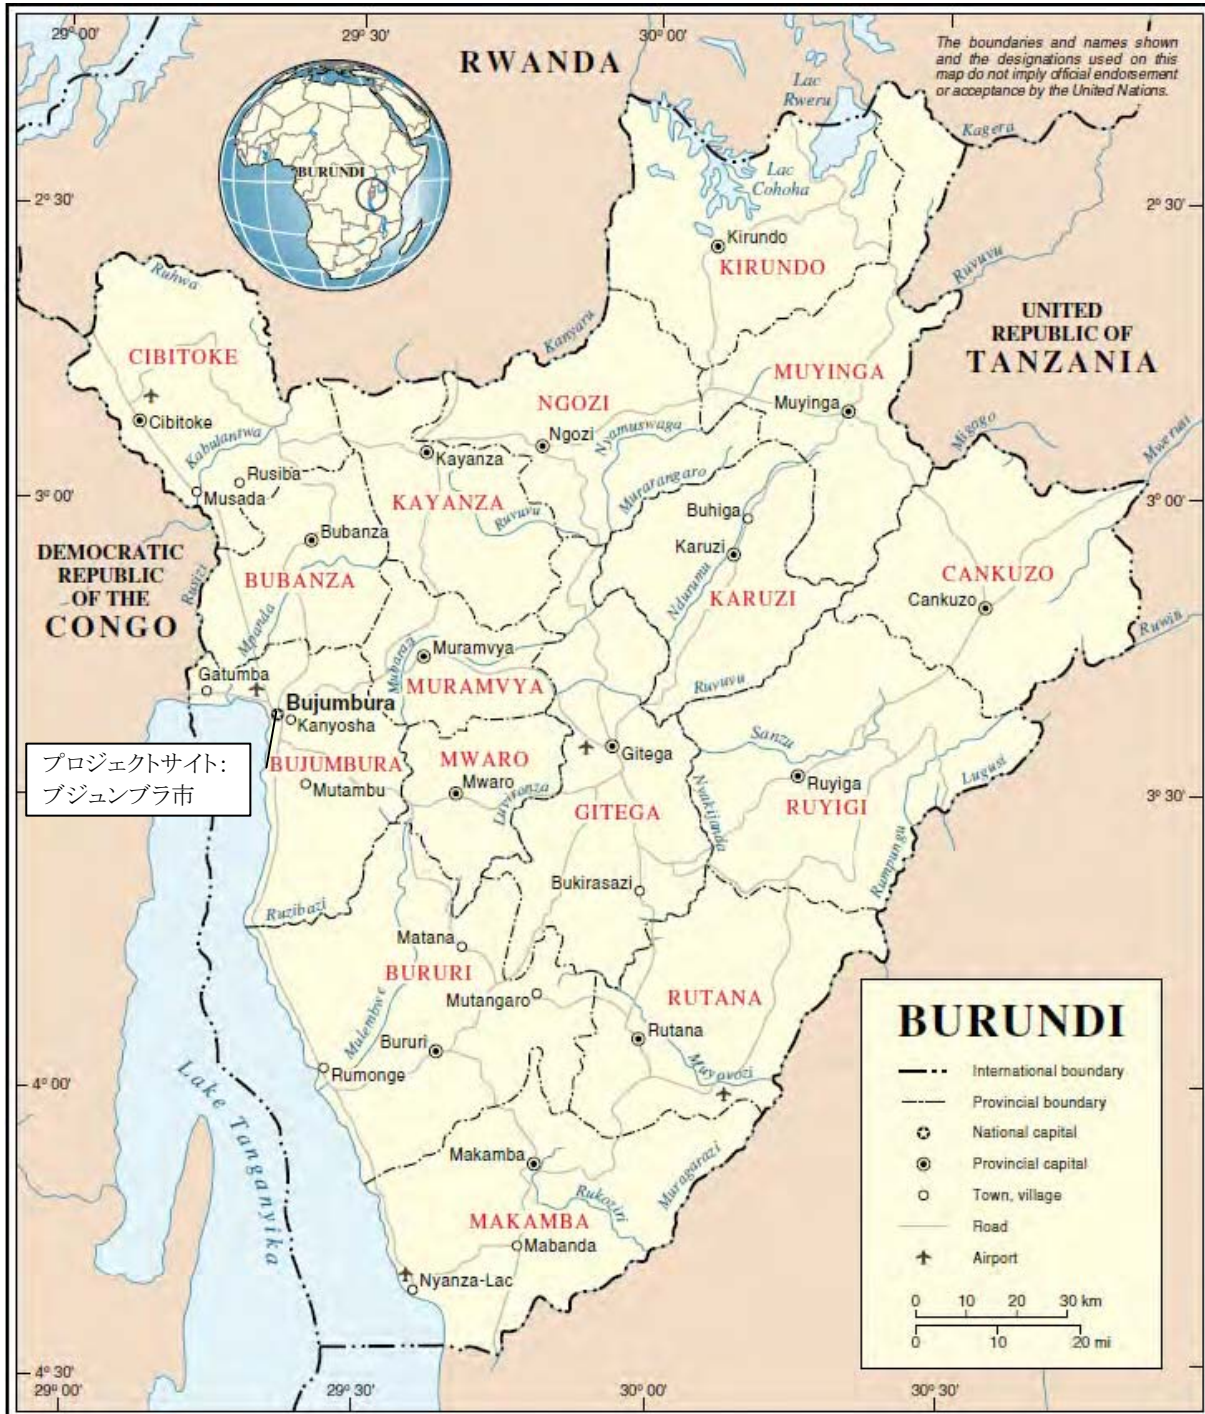 29° 00'
29° 30'
30° 00'
RWANDA
The boundaries and names shown
and the designations used on this
map do not imply official endorsement
or acceptance by the United Nations.
Lac
Rweru
Kagera
BURUNDI
Lac
Cohoha
2° 30'
2° 30'
Kirundo
KIRUNDO
Ruvuvu
Ruhwa
UNITED
REPUBLIC OF
TANZANIA
Kanyaru
CIBITOKE
MUYINGA
NGOZI
Muyinga
Cibitoke
Nyamuswaga
Migogo
Mweruzi
Ngozi
Kabulantwa
Kayanza
Rusiba
Murarangaro
Musada
3° 00'
KAYANZA
3° 00'
Ruvuvu
Buhiga
Bubanza
DEMOCRATIC
REPUBLIC
OF THE
CONGO
Karuzi
BUBANZA
CANKUZO
Rusizi
KARUZI
Cankuzo
Ndurumu
Mpanda
Ruwiti
Muramvya
Mubarazi
Gatumba
MURAMVYA
Ruvuvu
Bujumbura
Kanyosha
Sanzu
Gitega
プロジェクトサイト:
ブジュンブラ市
BUJUMBURA
MWARO
Lugusi
Mutambu
Mwaro
Ruyiga
3° 30'
Luvironza
GITEGA
Nyakijanda
RUYIGI
Rumpungu
Bukirasazi
Ruzibazi
Matana
BURURI
Mutangaro
RUTANA
BURUNDI
Mulembwe
Rutana
Bururi
Rumonge
Muyovozi
International boundary
4° 00'
Provincial boundary
Lake Tanganyika
National capital
Makamba
Muragarazi
Provincial capital
Rukoziri
Town, village
MAKAMBA
Road
Mabanda
Airport
Nyanza-Lac
0 10 20 30 km
0 10 20 mi
4° 30'
29° 00'
29° 30'
30° 00'
30° 30'